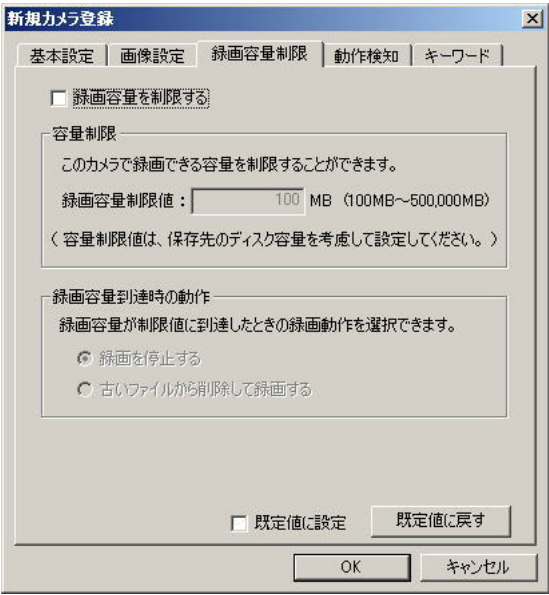 新規カメラ登録
基本設定 画像設定 録画容量制限 動作検知 キーワード
録画容量を制限する
容量制限
このカメラで録画できる容量を制限することができます。
録画容量制限値： 100 MB （100MB～500,000MB）
（ 容量制限値は、保存先のディスク容量を考慮して設定してください。）
録画容量到達時の動作
録画容量が制限値に到達したときの録画動作を選択できます。
録画を停止する
古いファイルから削除して録画する
既定値に設定 既定値に戻す
OK キャンセル